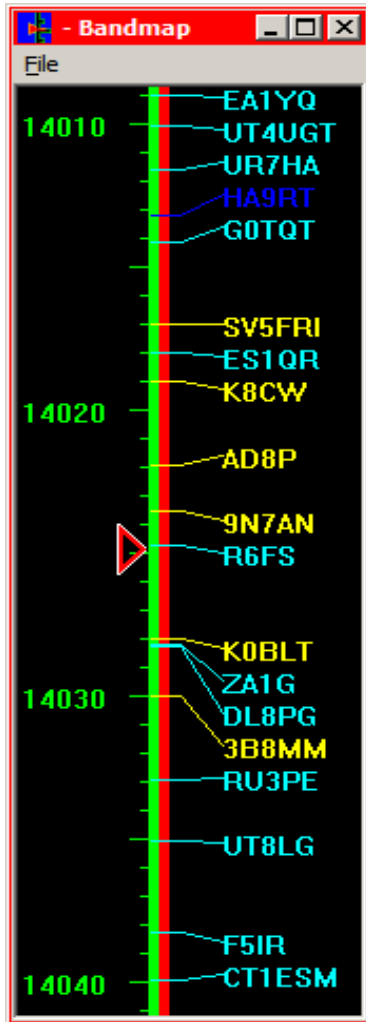 - Bandmap
File
EA1YQ
14010 UT4UGT
UR7HA
HA9RT
G0TQT
SV5FRI
ES1QR
K8CW
14020
AD8P
9N7AN
R6FS
K0BLT
ZA1G
14030 DL8PG
3B8MM
RU3PE
UT8LG
F5IR
14040 CT1ESM